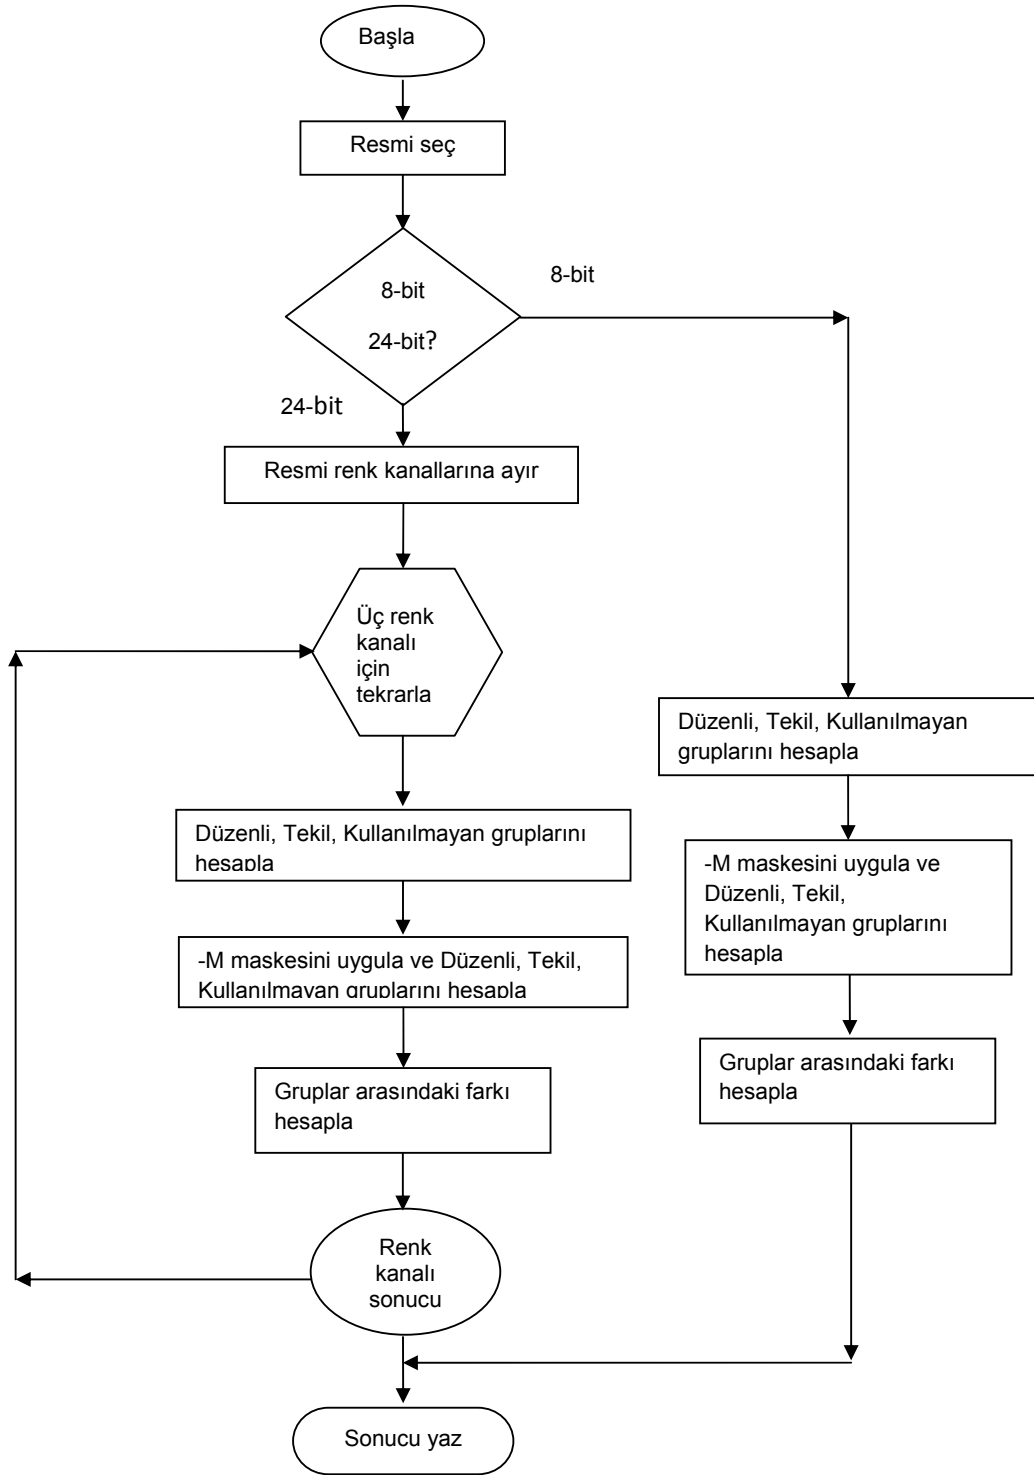 Başla
Resmi seç
8-bit
24-bit?
8-bit
24-bit
Resmi renk kanallarına ayır
Üç renk
kanalı
için
tekrarla
Düzenli, Tekil, Kullanılmayan gruplarını
hesapla
-M maskesini uygula ve Düzenli, Tekil,
Kullanılmayan gruplarını hesapla
Gruplar arasındaki farkı
hesapla
Renk
kanalı
sonucu
Düzenli, Tekil, Kullanılmayan
gruplarını hesapla
-M maskesini uygula ve
Düzenli, Tekil,
Kullanılmayan gruplarını
hesapla
Gruplar arasındaki farkı
hesapla
Sonucu yaz